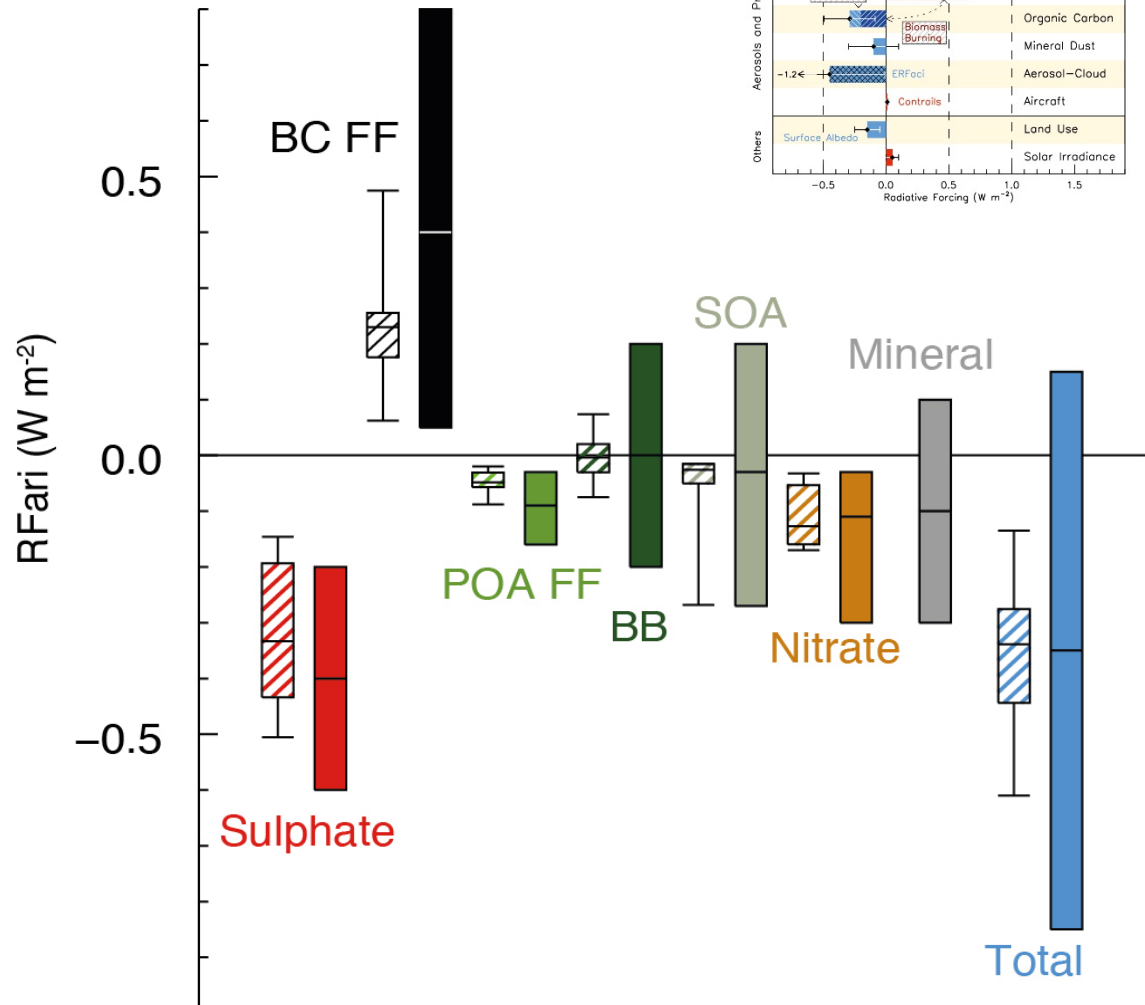 Aerosols and
Organic Carbon
Biomass
Burning
Mineral Dust
-1.2
ERFaci
Aerosol-Cloud
Contrails
Aircraft
Others
Surface Albedo
Land Use
Solar Irradiance
-0.5
0.0
0.5
1.0
1.5
Radiative Forcing (W m⁻²)
RFari (W m⁻²)
0.5
0.0
−0.5
BC FF
SOA
Mineral
POA FF
BB
Nitrate
Sulphate
Total